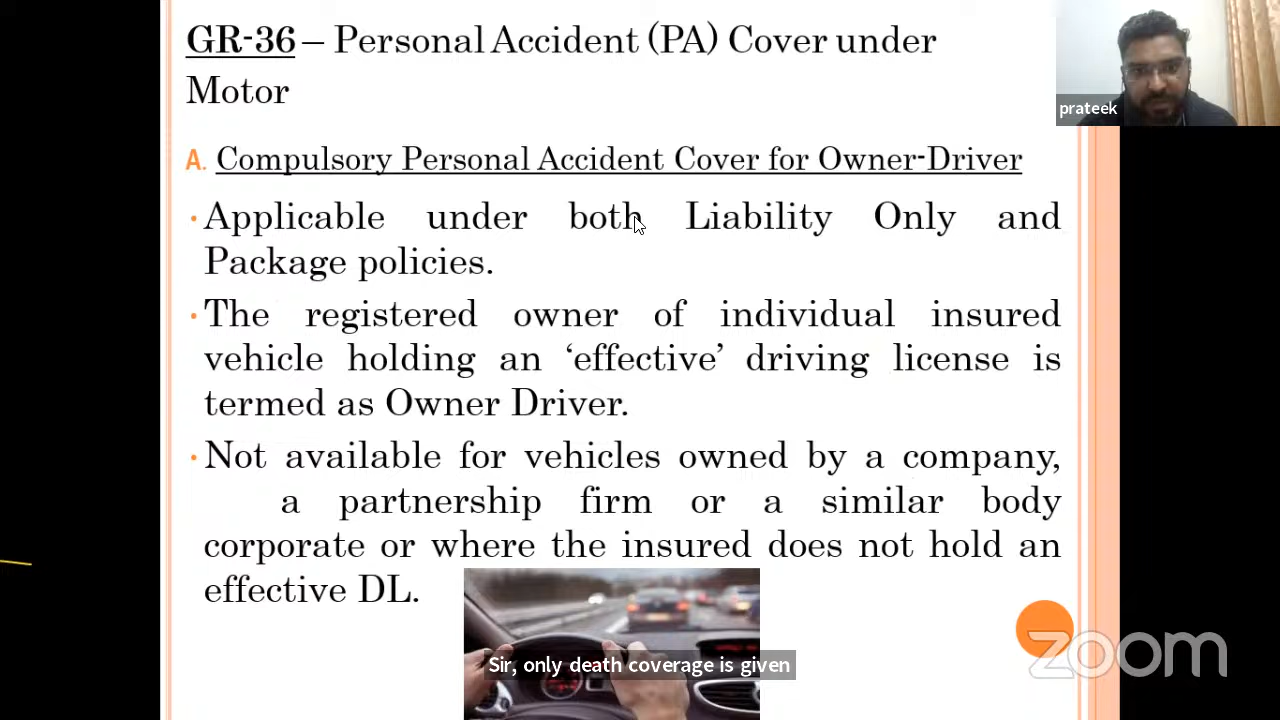 GR-36 – Personal Accident (PA) Cover under
Motor
prateek
A. Compulsory Personal Accident Cover for Owner-Driver
• Applicable under both Liability Only and
Package policies.
• The registered owner of individual insured
vehicle holding an ‘effective’ driving license is
termed as Owner Driver.
• Not available for vehicles owned by a company,
a partnership firm or a similar body
corporate or where the insured does not hold an
effective DL.
Sir, only death coverage is given
zoom